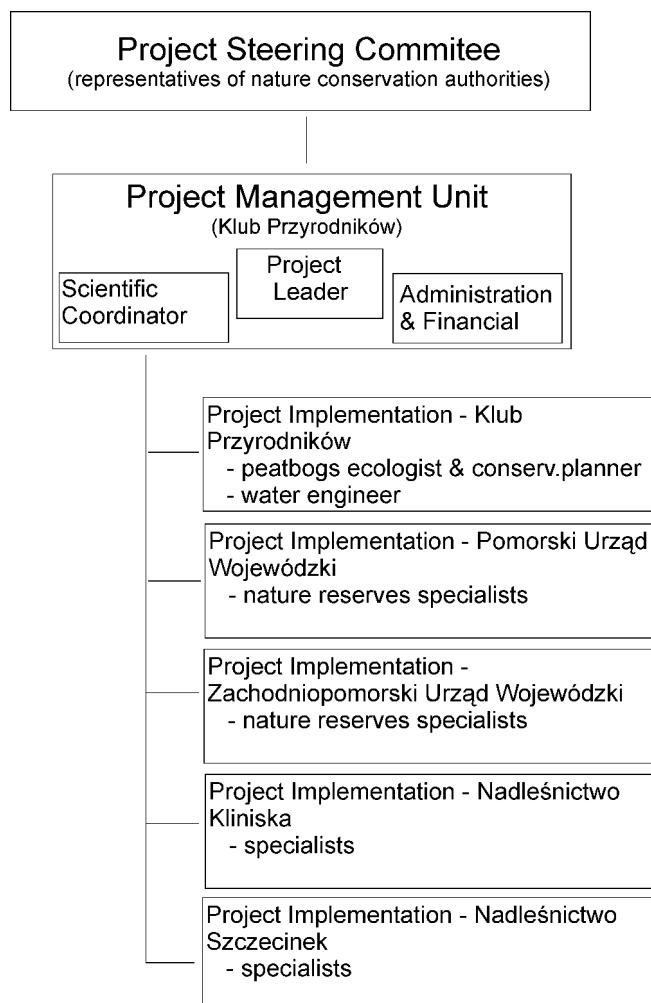 Project Steering Commitee
(representatives of nature conservation authorities)
Project Management Unit
(Klub Przyrodników)
Project
Leader
Scientific
Coordinator
Administration
& Financial
Project Implementation - Klub
Przyrodników
- peatbogs ecologist & conserv.planner
- water engineer
Project Implementation - Pomorski Urząd
Wojewódzki
- nature reserves specialists
Project Implementation -
Zachodniopomorski Urząd Wojewódzki
- nature reserves specialists
Project Implementation - Nadleśnictwo
Kliniska
- specialists
Project Implementation - Nadleśnictwo
Szczecinek
- specialists